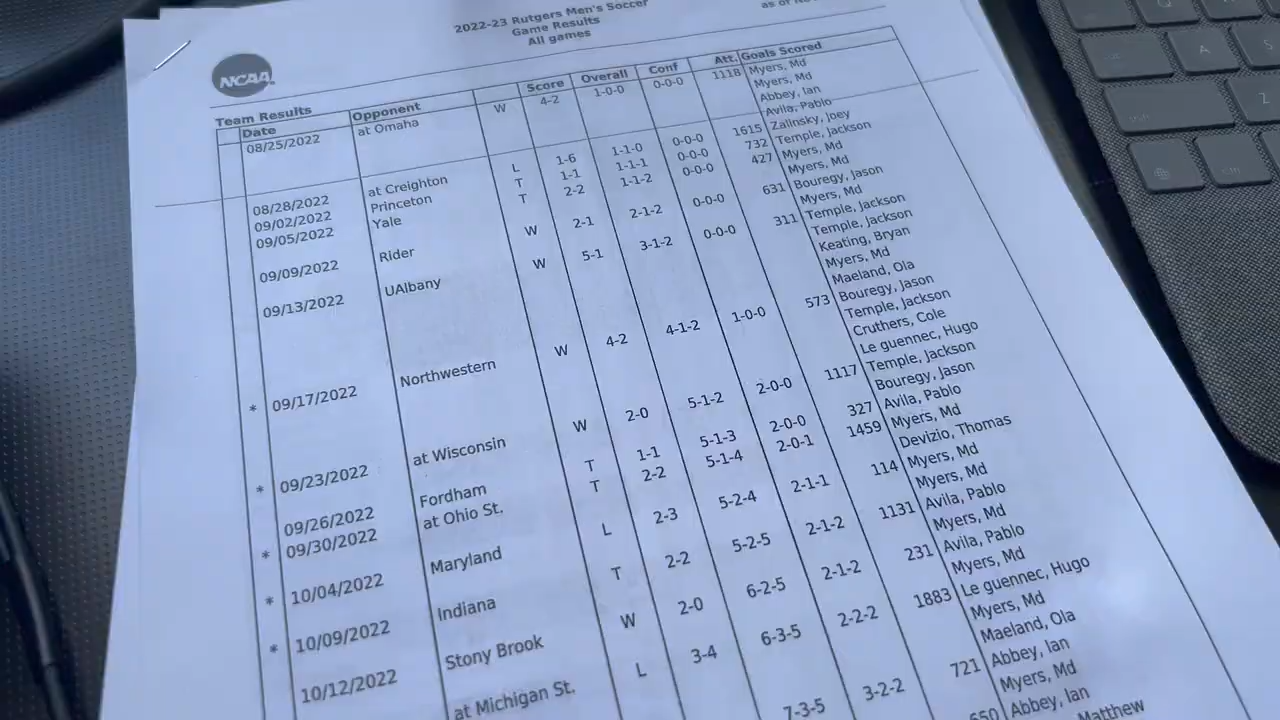 2022-23 Rutgers Men's Soccer
Game Results
All games
as of
NCAA
Team Results
Date Opponent Score Overall Conf Att. Goals Scored
08/25/2022 at Omaha W 4-2 1-0-0 0-0-0 1118 Myers, Md
Myers, Md
Abbey, Ian
Avila, Pablo
08/28/2022 at Creighton L 1-6 1-1-0 0-0-0 1615 Zalinsky, Joey
09/02/2022 Princeton T 1-1 1-1-1 0-0-0 732 Temple, Jackson
09/05/2022 Yale T 2-2 1-1-2 0-0-0 427 Myers, Md
Myers, Md
09/09/2022 Rider W 2-1 2-1-2 0-0-0 631 Bouregy, Jason
Myers, Md
09/13/2022 UAlbany W 5-1 3-1-2 0-0-0 311 Temple, Jackson
Temple, Jackson
Keating, Bryan
Myers, Md
Maeland, Ola
* 09/17/2022 Northwestern W 4-2 4-1-2 1-0-0 573 Bouregy, Jason
Temple, Jackson
Cruthers, Cole
Le guennec, Hugo
* 09/23/2022 at Wisconsin W 2-0 5-1-2 2-0-0 1117 Temple, Jackson
Bouregy, Jason
09/26/2022 Fordham T 1-1 5-1-3 2-0-0 327 Avila, Pablo
* 09/30/2022 at Ohio St. T 2-2 5-1-4 2-0-1 1459 Myers, Md
Devizio, Thomas
* 10/04/2022 Maryland L 2-3 5-2-4 2-1-1 114 Myers, Md
Myers, Md
* 10/09/2022 Indiana T 2-2 5-2-5 2-1-2 1131 Avila, Pablo
Myers, Md
10/12/2022 Stony Brook W 2-0 6-2-5 2-1-2 231 Avila, Pablo
Myers, Md
at Michigan St. L 3-4 6-3-5 2-2-2 1883 Le guennec, Hugo
Myers, Md
Maeland, Ola
7-3-5 3-2-2 721 Abbey, Ian
Myers, Md
650 Abbey, Ian
Matthew
A
S
Z